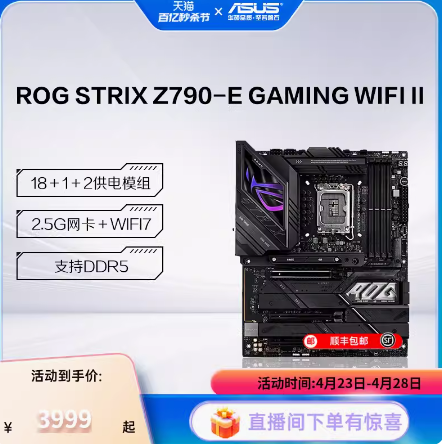 天猫
百亿秒杀节 × ASUS
ROG STRIX Z790-E GAMING WIFI II
18+1+2供电模组
2.5G网卡+WIFI7
支持DDR5
ROG
邮 顺丰包邮 SF
活动到手价:
¥ 3999 起
活动时间:4月23日-4月28日
直播间下单有惊喜